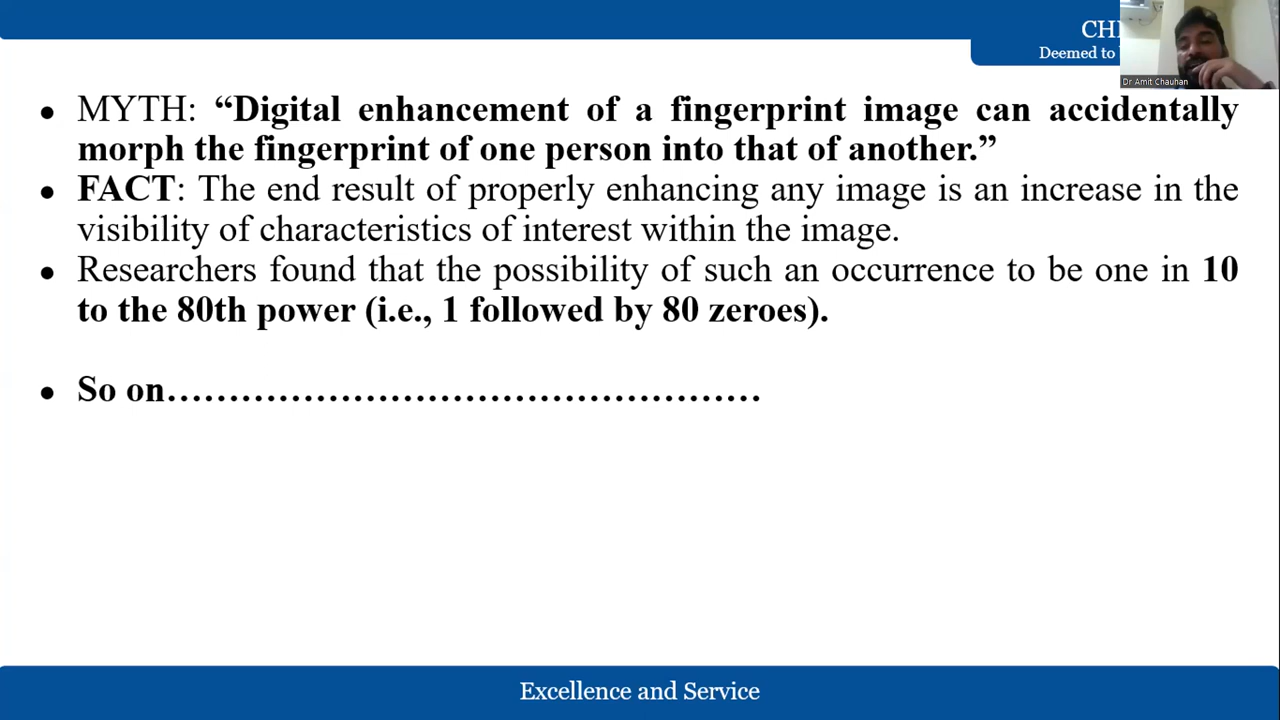 CH
Deemed to
Dr Amit Chauhan
• MYTH: “Digital enhancement of a fingerprint image can accidentally
morph the fingerprint of one person into that of another.”
• FACT: The end result of properly enhancing any image is an increase in the
visibility of characteristics of interest within the image.
• Researchers found that the possibility of such an occurrence to be one in 10
to the 80th power (i.e., 1 followed by 80 zeroes).
• So on……………………………………………
Excellence and Service